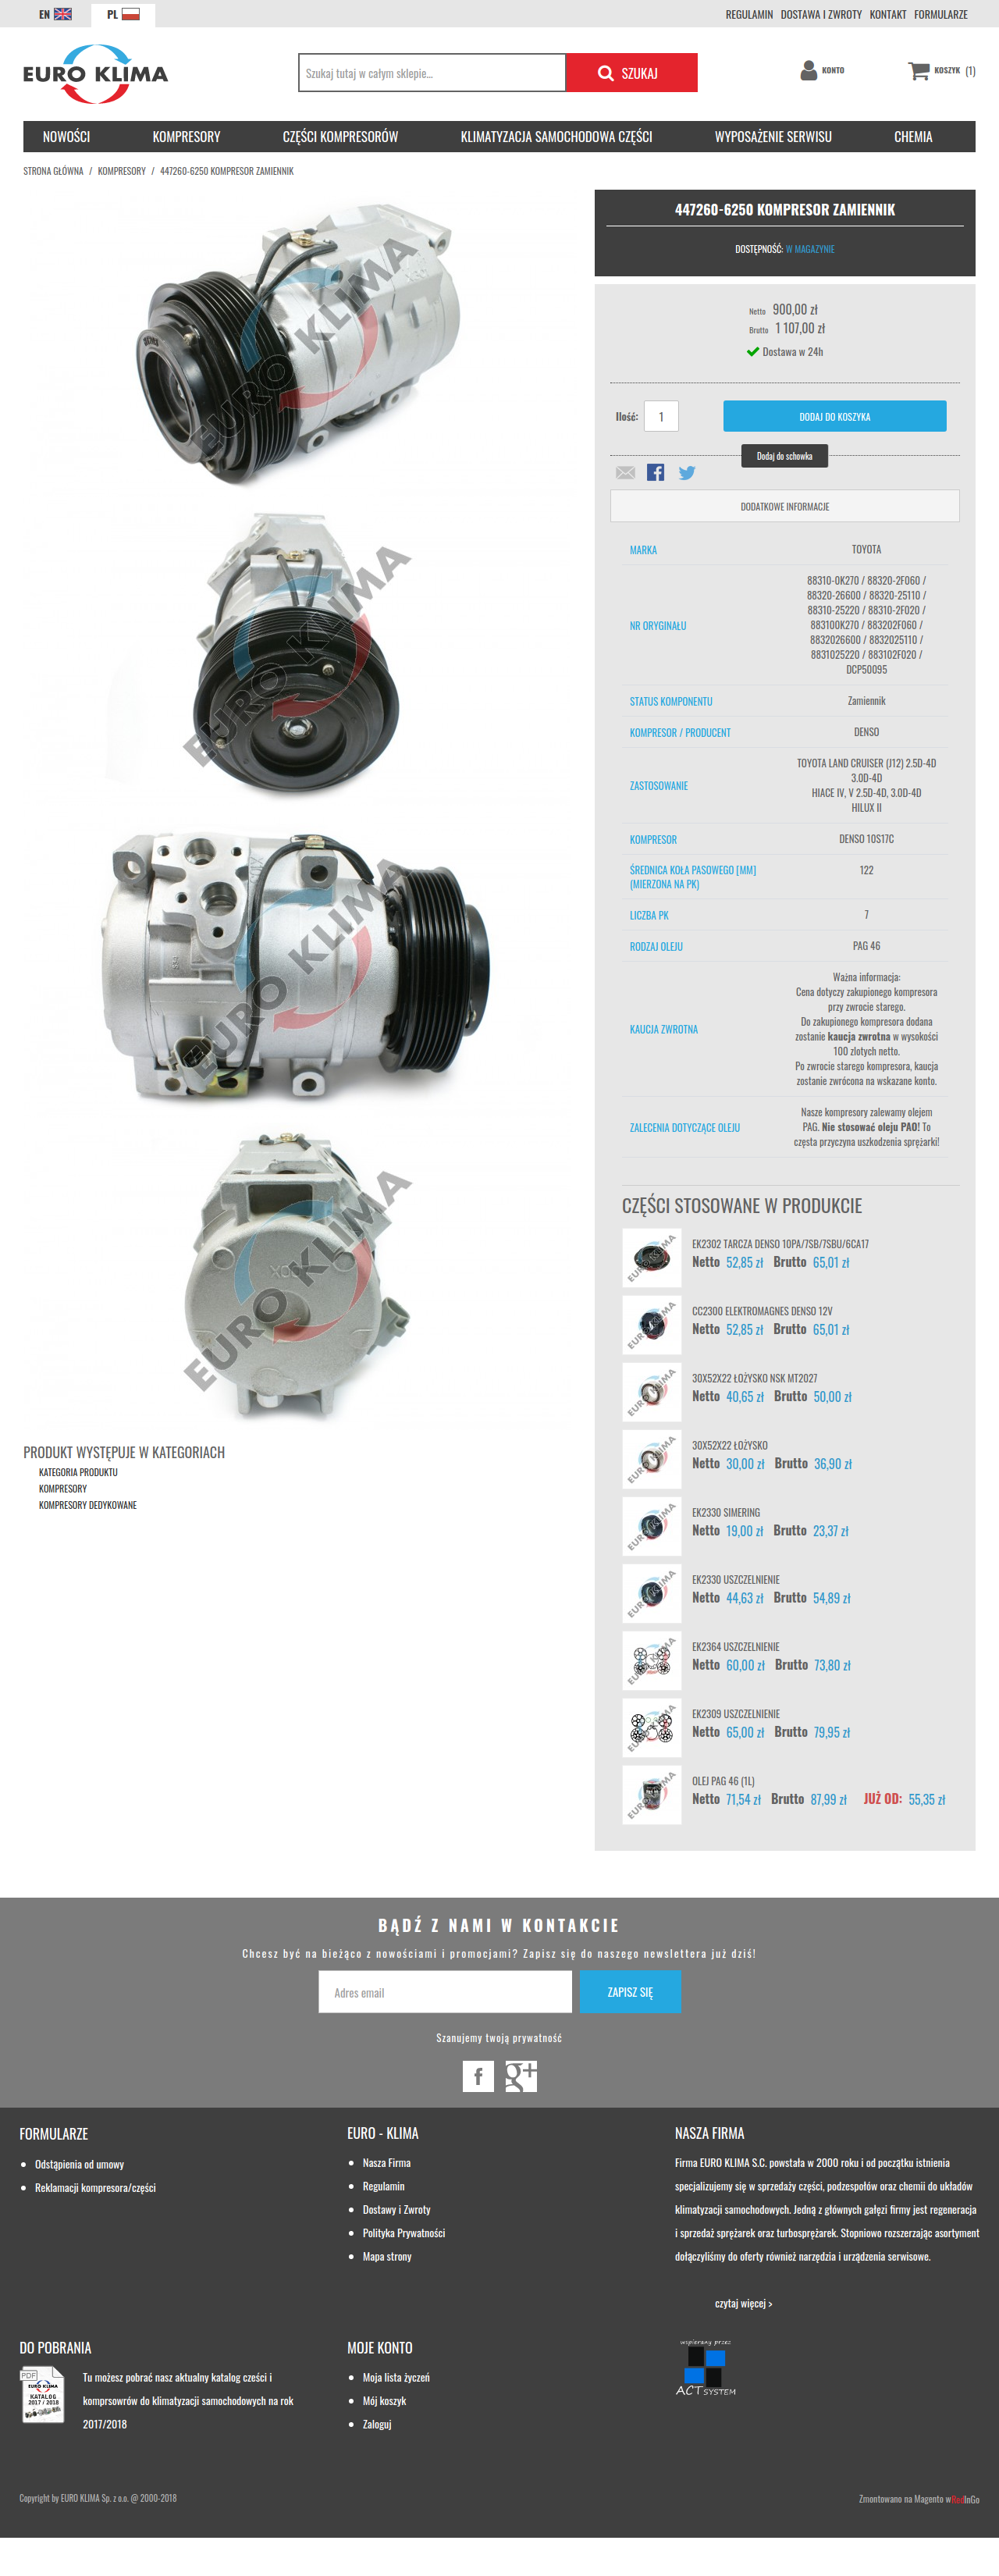 EN
PL
REGULAMIN DOSTAWA I ZWROTY KONTAKT FORMULARZE
EURO KLIMA
Szukaj tutaj w całym sklepie...
SZUKAJ
KONTO
KOSZYK (1)
NOWOŚCI KOMPRESORY CZĘŚCI KOMPRESORÓW KLIMATYZACJA SAMOCHODOWA CZĘŚCI WYPOSAŻENIE SERWISU CHEMIA
STRONA GŁÓWNA / KOMPRESORY / 447260-6250 KOMPRESOR ZAMIENNIK
EURO KLIMA
EURO KLIMA
EURO KLIMA
EURO KLIMA
PRODUKT WYSTĘPUJE W KATEGORIACH
KATEGORIA PRODUKTU
KOMPRESORY
KOMPRESORY DEDYKOWANE
447260-6250 KOMPRESOR ZAMIENNIK
DOSTĘPNOŚĆ: W MAGAZYNIE
Netto 900,00 zł
Brutto 1 107,00 zł
Dostawa w 24h
Ilość: 1
DODAJ DO KOSZYKA
Dodaj do schowka
DODATKOWE INFORMACJE
MARKA
TOYOTA
NR ORYGINAŁU
88310-0K270 / 88320-2F060 /
88320-26600 / 88320-25110 /
88310-25220 / 88310-2F020 /
883100K270 / 883202F060 /
8832026600 / 8832025110 /
8831025220 / 883102F020 /
DCP50095
STATUS KOMPONENTU
Zamiennik
KOMPRESOR / PRODUCENT
DENSO
ZASTOSOWANIE
TOYOTA LAND CRUISER (J12) 2.5D-4D
3.0D-4D
HIACE IV, V 2.5D-4D, 3.0D-4D
HILUX II
KOMPRESOR
DENSO 10S17C
ŚREDNICA KOŁA PASOWEGO [MM]
(MIERZONA NA PK)
122
LICZBA PK
7
RODZAJ OLEJU
PAG 46
KAUCJA ZWROTNA
Ważna informacja:
Cena dotyczy zakupionego kompresora
przy zwrocie starego.
Do zakupionego kompresora dodana
zostanie kaucja zwrotna w wysokości
100 złotych netto.
Po zwrocie starego kompresora, kaucja
zostanie zwrócona na wskazane konto.
ZALECENIA DOTYCZĄCE OLEJU
Nasze kompresory zalewamy olejem
PAG. Nie stosować oleju PAO! To
częsta przyczyna uszkodzenia sprężarki!
CZĘŚCI STOSOWANE W PRODUKCIE
EK2302 TARCZA DENSO 10PA/7SB/7SBU/6CA17
Netto 52,85 zł Brutto 65,01 zł
CC2300 ELEKTROMAGNES DENSO 12V
Netto 52,85 zł Brutto 65,01 zł
30X52X22 ŁOŻYSKO NSK MT2027
Netto 40,65 zł Brutto 50,00 zł
30X52X22 ŁOŻYSKO
Netto 30,00 zł Brutto 36,90 zł
EK2330 SIMERING
Netto 19,00 zł Brutto 23,37 zł
EK2330 USZCZELNIENIE
Netto 44,63 zł Brutto 54,89 zł
EK2364 USZCZELNIENIE
Netto 60,00 zł Brutto 73,80 zł
EK2309 USZCZELNIENIE
Netto 65,00 zł Brutto 79,95 zł
OLEJ PAG 46 (1L)
Netto 71,54 zł Brutto 87,99 zł JUŻ OD: 55,35 zł
BĄDŹ Z NAMI W KONTAKCIE
Chcesz być na bieżąco z nowościami i promocjami? Zapisz się do naszego newslettera już dziś!
Adres email
ZAPISZ SIĘ
Szanujemy twoją prywatność
FORMULARZE
Odstąpienia od umowy
Reklamacji kompresora/części
EURO - KLIMA
Nasza Firma
Regulamin
Dostawy i Zwroty
Polityka Prywatności
Mapa strony
NASZA FIRMA
Firma EURO KLIMA S.C. powstała w 2000 roku i od początku istnienia
specjalizujemy się w sprzedaży części, podzespołów oraz chemii do układów
klimatyzacji samochodowych. Jedną z głównych gałęzi firmy jest regeneracja
i sprzedaż sprężarek oraz turbosprężarek. Stopniowo rozszerzając asortyment
dołączyliśmy do oferty również narzędzia i urządzenia serwisowe.
czytaj więcej >
DO POBRANIA
PDF
EURO KLIMA
KATALOG
2017 / 2018
Tu możesz pobrać nasz aktualny katalog cześci i
komprsowrów do klimatyzacji samochodowych na rok
2017/2018
MOJE KONTO
Moja lista życzeń
Mój koszyk
Zaloguj
wspierany przez
ACT SYSTEM
Copyright by EURO KLIMA Sp. z o.o. @ 2000-2018
Zmontowano na Magento w RedInGo